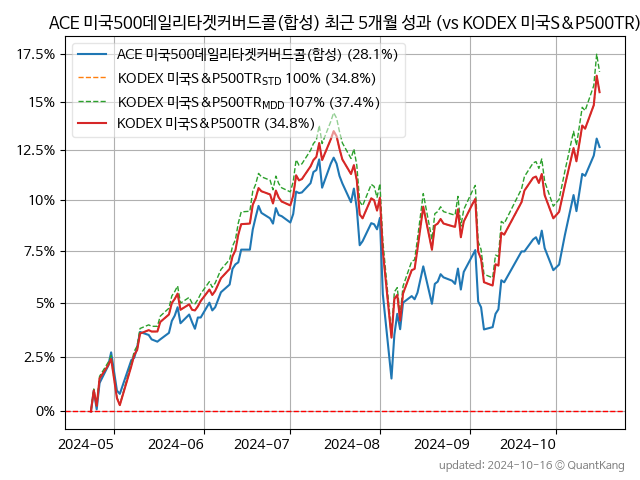 ACE 미국500데일리타겟커버드콜(합성) 최근 5개월 성과 (vs KODEX 미국S&P500TR)
ACE 미국500데일리타겟커버드콜(합성) (28.1%)
KODEX 미국S&P500TRSTD 100% (34.8%)
KODEX 미국S&P500TRMDD 107% (37.4%)
KODEX 미국S&P500TR (34.8%)
17.5%
15%
12.5%
10%
7.5%
5%
2.5%
0%
2024-05 2024-06 2024-07 2024-08 2024-09 2024-10
updated: 2024-10-16 © QuantKang